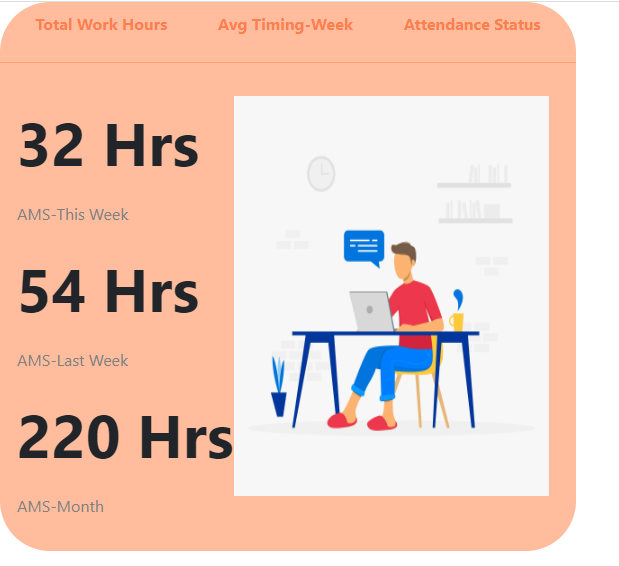 Total Work Hours Avg Timing-Week Attendance Status
32 Hrs
AMS-This Week
54 Hrs
AMS-Last Week
220 Hrs
AMS-Month